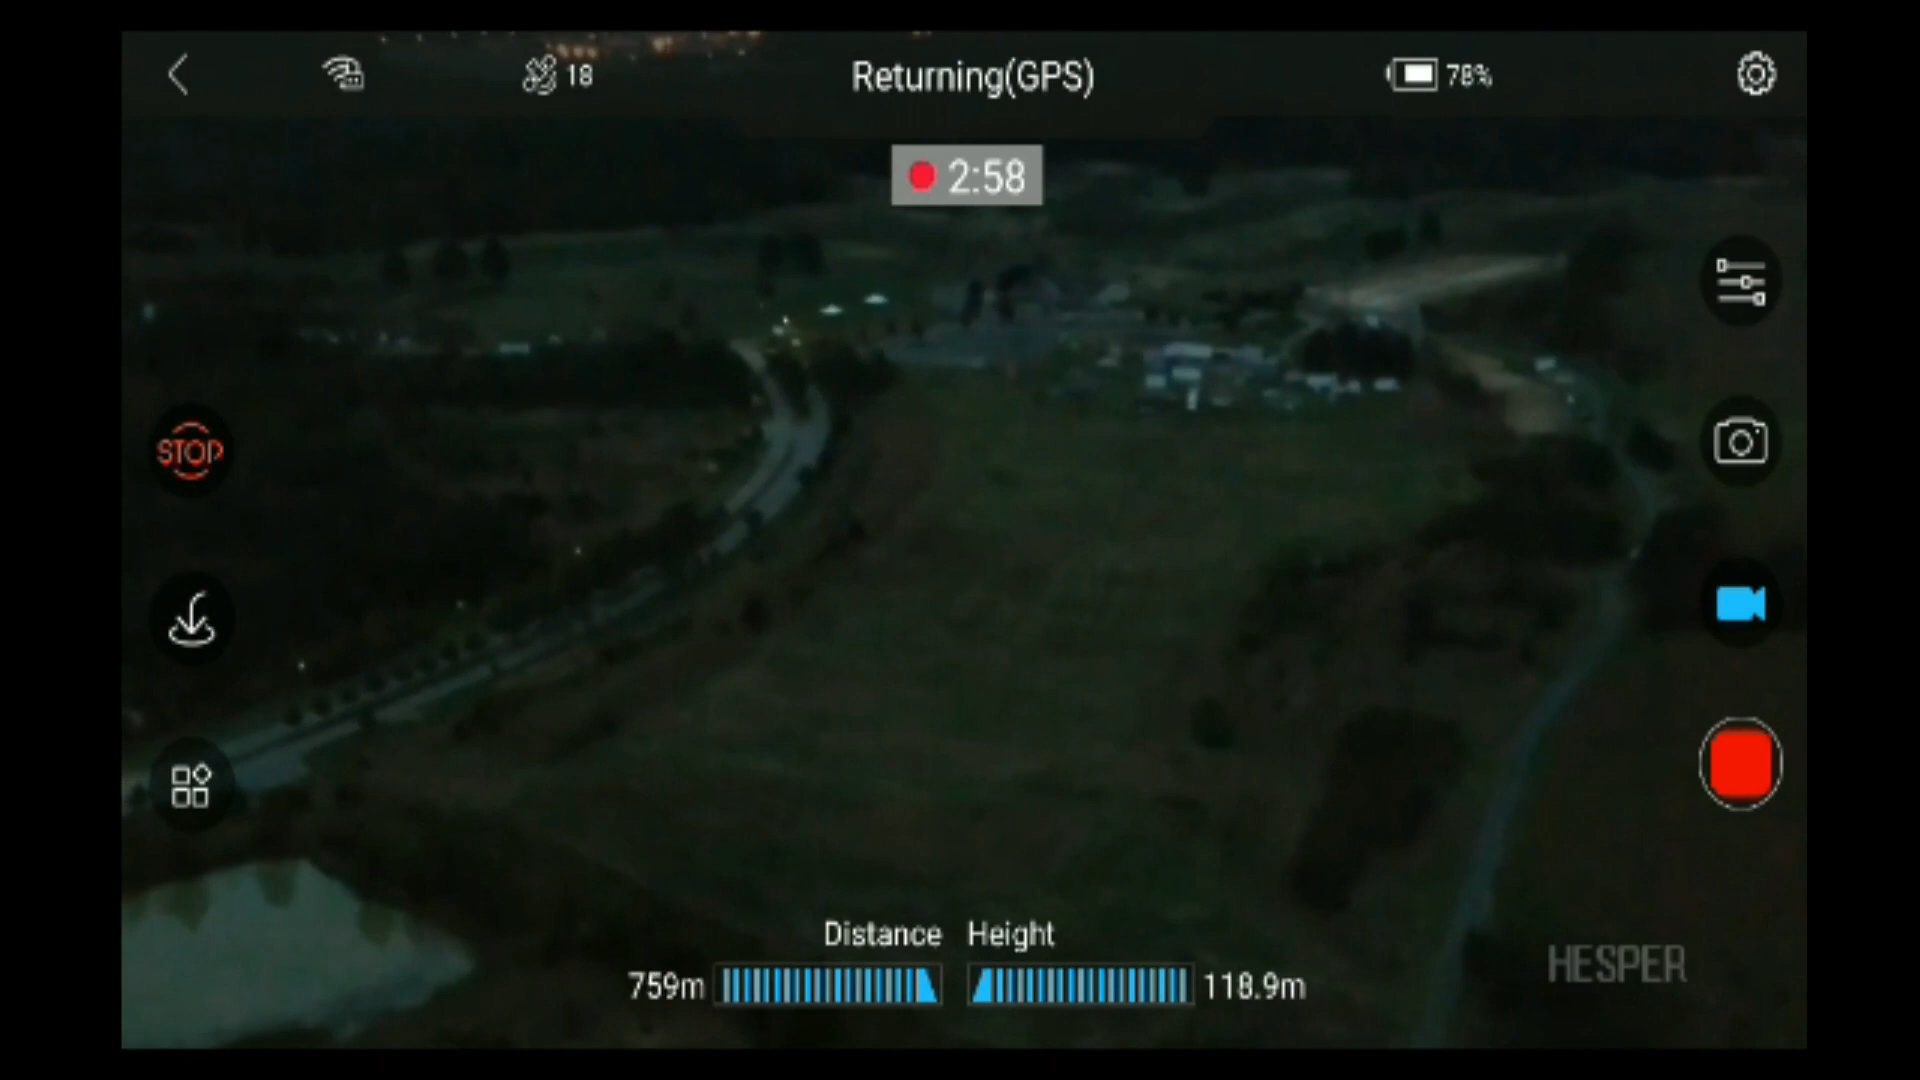 18
Returning(GPS)
78%
2:58
STOP
Distance
Height
759m
118.9m
HESPER